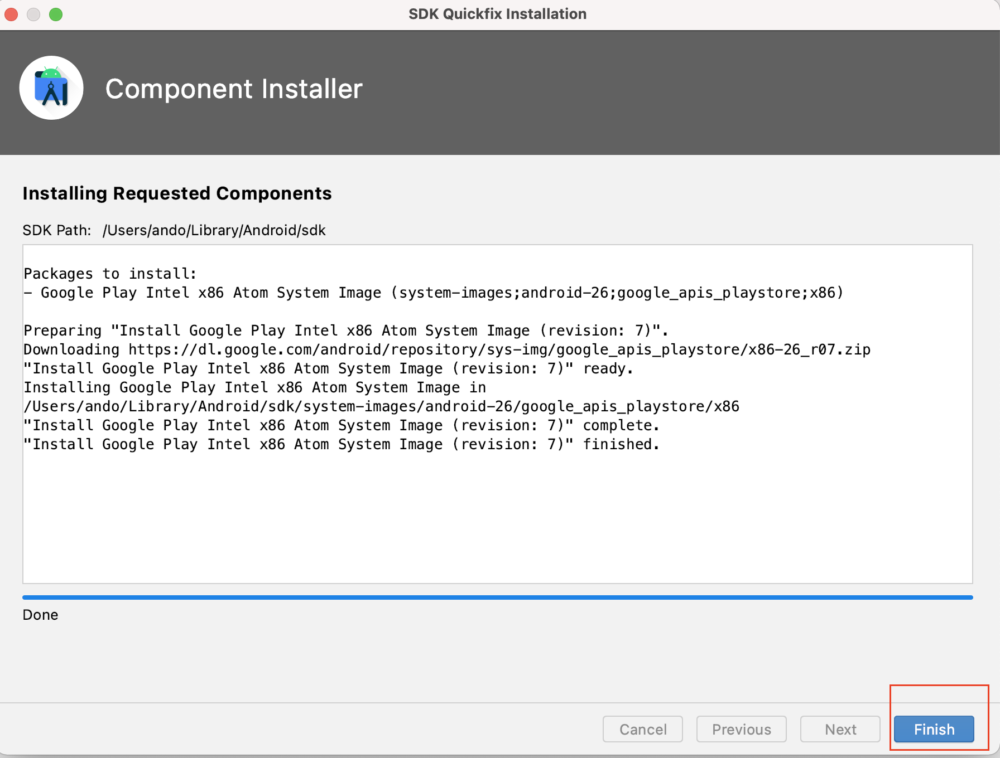 SDK Quickfix Installation
Component Installer
Installing Requested Components
SDK Path: /Users/ando/Library/Android/sdk
Packages to install:
- Google Play Intel x86 Atom System Image (system-images;android-26;google_apis_playstore;x86)
Preparing "Install Google Play Intel x86 Atom System Image (revision: 7)".
Downloading https://dl.google.com/android/repository/sys-img/google_apis_playstore/x86-26_r07.zip
"Install Google Play Intel x86 Atom System Image (revision: 7)" ready.
Installing Google Play Intel x86 Atom System Image in
/Users/ando/Library/Android/sdk/system-images/android-26/google_apis_playstore/x86
"Install Google Play Intel x86 Atom System Image (revision: 7)" complete.
"Install Google Play Intel x86 Atom System Image (revision: 7)" finished.
Done
Cancel
Previous
Next
Finish